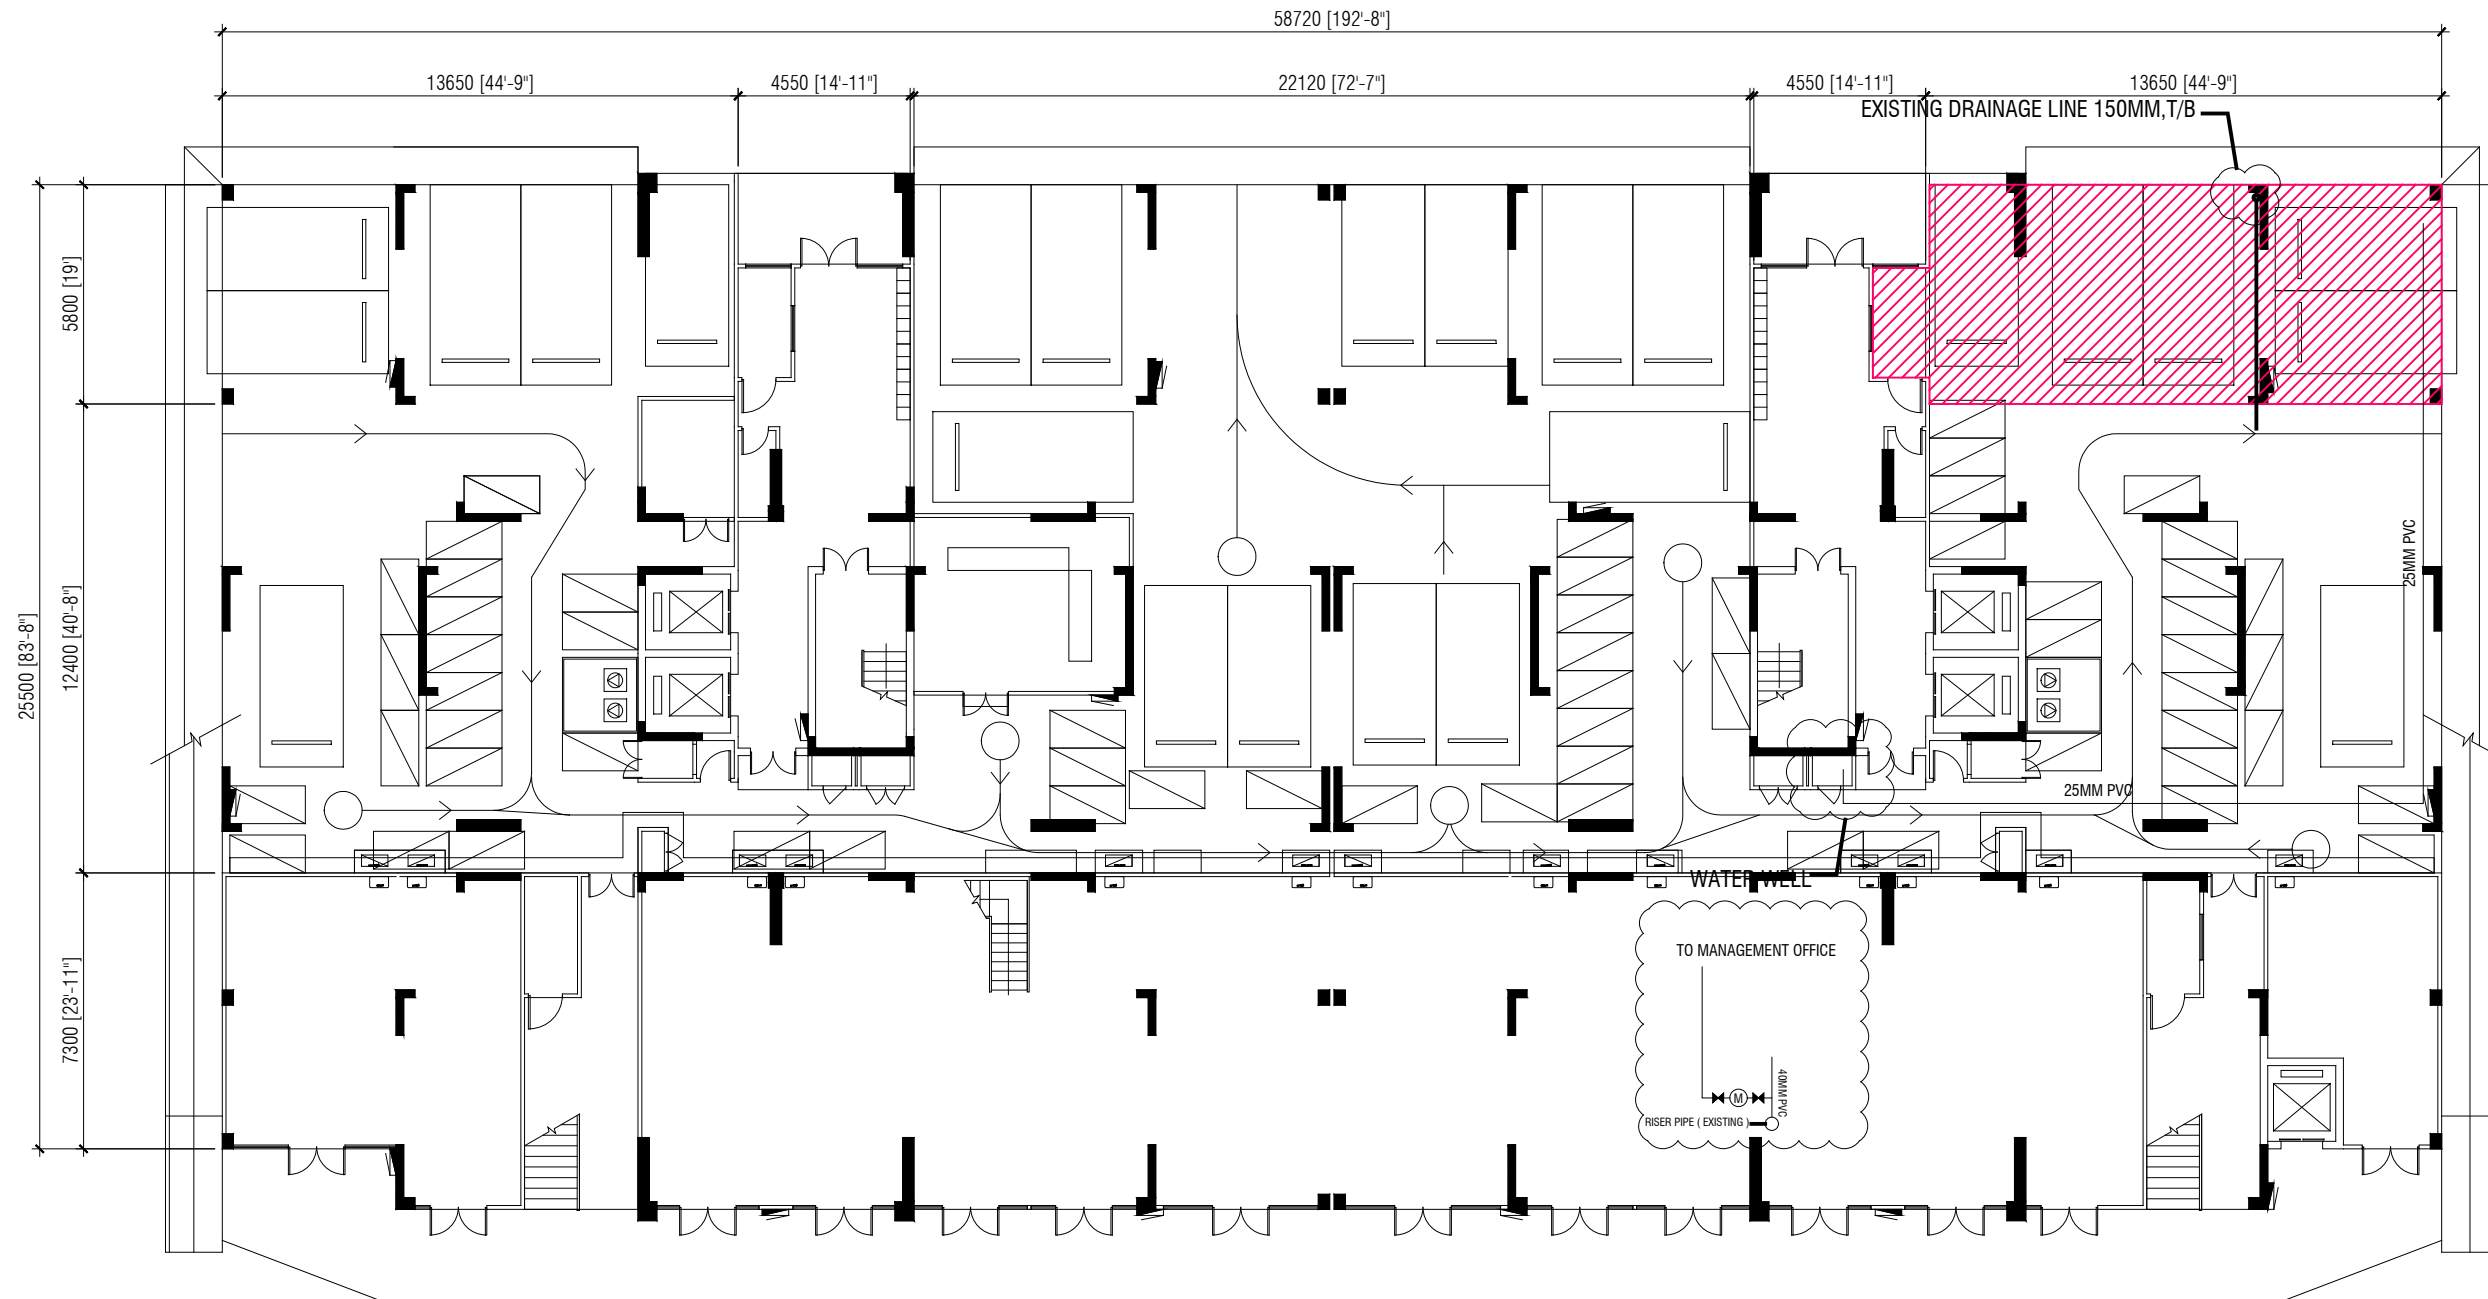 58720 [192'-8"]
13650 [44'-9"]
4550 [14'-11"]
22120 [72'-7"]
4550 [14'-11"]
13650 [44'-9"]
EXISTING DRAINAGE LINE 150MM,T/B
5800 [19']
12400 [40'-8"]
25500 [83'-8"]
7300 [23'-11"]
25MM PVC
25MM PVC
WATER WELL
TO MANAGEMENT OFFICE
40MM PVC
M
RISER PIPE ( EXISTING )